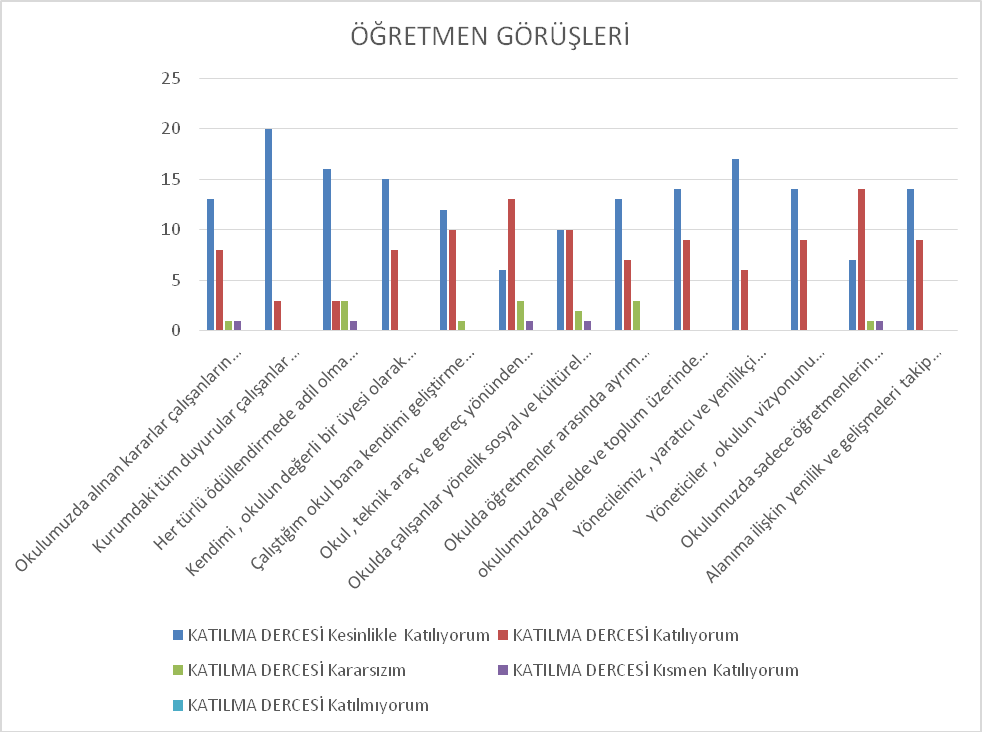 ÖĞRETMEN GÖRÜŞLERİ
25
20
15
10
5
0
Okulumuzda alınan kararlar çalışanların...
Kurumdaki tüm duyurular çalışanlar...
Her türlü ödüllendirmede adil olma...
Kendimi , okulun değerli bir üyesi olarak...
Çalıştığım okul bana kendimi geliştirme...
Okul , teknik araç ve gereç yönünden...
Okulda çalışanlar yönelik sosyal ve kültürel...
Okulda öğretmenler arasında ayrım...
okulumuzda yerelde ve toplum üzerinde...
Yönecileimiz , yaratıcı ve yenilikçi...
Yöneticiler , okulun vizyonunu...
Okulumuzda sadece öğretmenlerin...
Alanıma ilişkin yenilik ve gelişmeleri takip...
KATILMA DERCESİ Kesinlikle Katılıyorum
KATILMA DERCESİ Katılıyorum
KATILMA DERCESİ Kararsızım
KATILMA DERCESİ Kısmen Katılıyorum
KATILMA DERCESİ Katılmıyorum